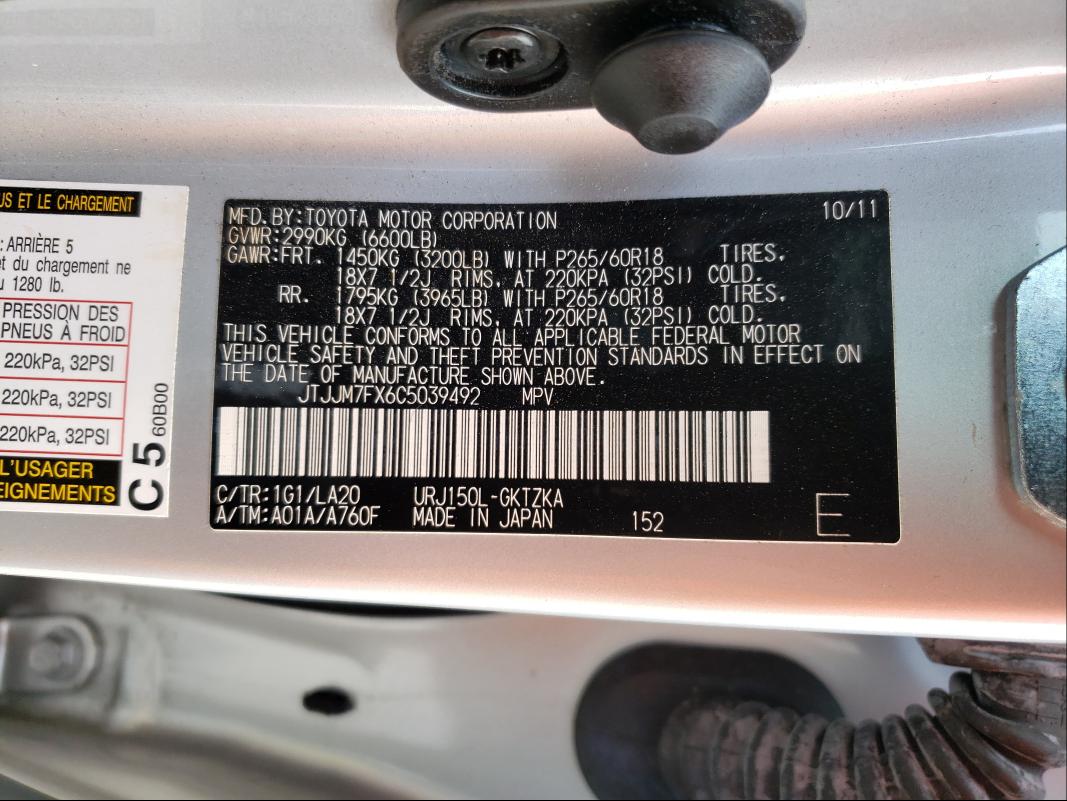 US ET LE CHARGEMENT
: ARRIÈRE 5
et du chargement ne
u 1280 lb.
PRESSION DES
PNEUS À FROID
220kPa, 32PSI
220kPa, 32PSI
220kPa, 32PSI
L'USAGER
EIGNEMENTS
C5 60B00
MFD. BY:TOYOTA MOTOR CORPORATION 10/11
GVWR:2990KG (6600LB)
GAWR:FRT. 1450KG (3200LB) WITH P265/60R18 TIRES,
18X7 1/2J RIMS, AT 220KPA (32PSI) COLD.
RR. 1795KG (3965LB) WITH P265/60R18 TIRES,
18X7 1/2J RIMS, AT 220KPA (32PSI) COLD.
THIS VEHICLE CONFORMS TO ALL APPLICABLE FEDERAL MOTOR
VEHICLE SAFETY AND THEFT PREVENTION STANDARDS IN EFFECT ON
THE DATE OF MANUFACTURE SHOWN ABOVE.
JTJJM7FX6C5039492 MPV
C/TR:1G1/LA20 URJ150L-GKTZKA
A/TM:A01A/A760F MADE IN JAPAN 152 E